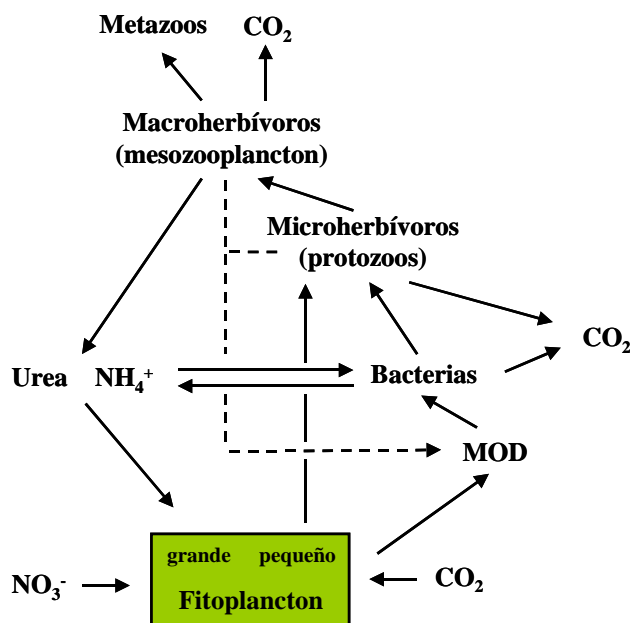 Metazoos CO₂
Macroherbívoros
(mesozooplancton)
Microherbívoros
(protozoos)
CO₂
Urea NH₄⁺ Bacterias
MOD
grande pequeño
NO₃⁻ Fitoplancton CO₂